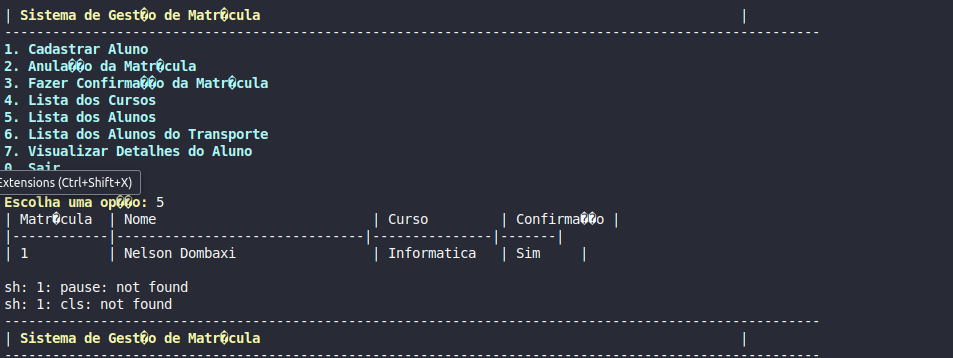 | Sistema de Gest�o de Matr�cula |
------------------------------------------------------------------------------------------------------
1. Cadastrar Aluno
2. Anula��o da Matr�cula
3. Fazer Confirma��o da Matr�cula
4. Lista dos Cursos
5. Lista dos Alunos
6. Lista dos Alunos do Transporte
7. Visualizar Detalhes do Aluno
0. Sair
Extensions (Ctrl+Shift+X)
Escolha uma op��o: 5
| Matr�cula | Nome | Curso | Confirma��o |
|------------|-------------------------------|---------------|-------|
| 1 | Nelson Dombaxi | Informatica | Sim |
sh: 1: pause: not found
sh: 1: cls: not found
------------------------------------------------------------------------------------------------------
| Sistema de Gest�o de Matr�cula |
------------------------------------------------------------------------------------------------------